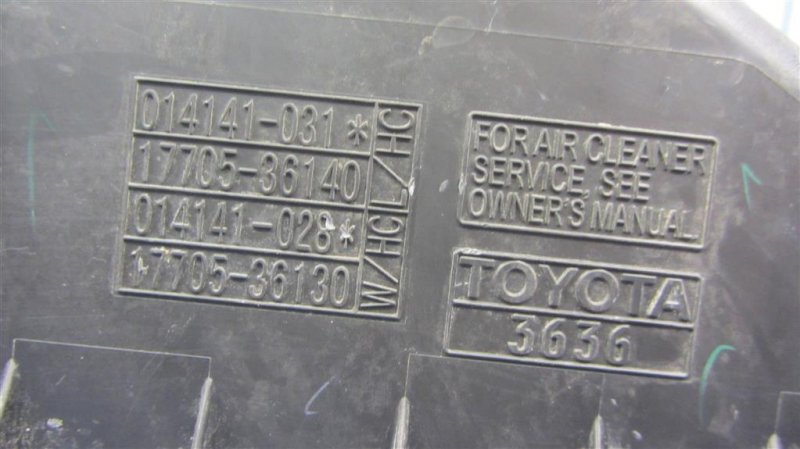 014141-031*
17705-36140
L/HC
014141-028*
17705-36130
W/HC
FOR AIR CLEANER
SERVICE, SEE
OWNER'S MANUAL
TOYOTA
3636